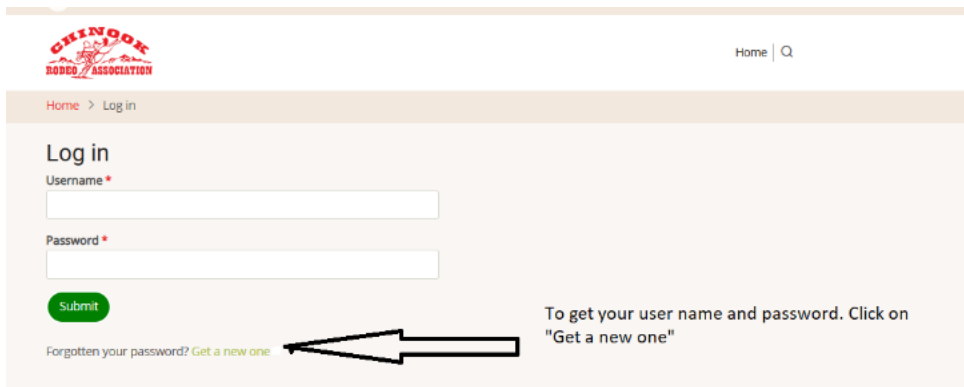 CHINOOK
RODEO ASSOCIATION
Home
Home > Log in
Log in
Username *
Password *
Submit
To get your user name and password. Click on
"Get a new one"
Forgotten your password? Get a new one